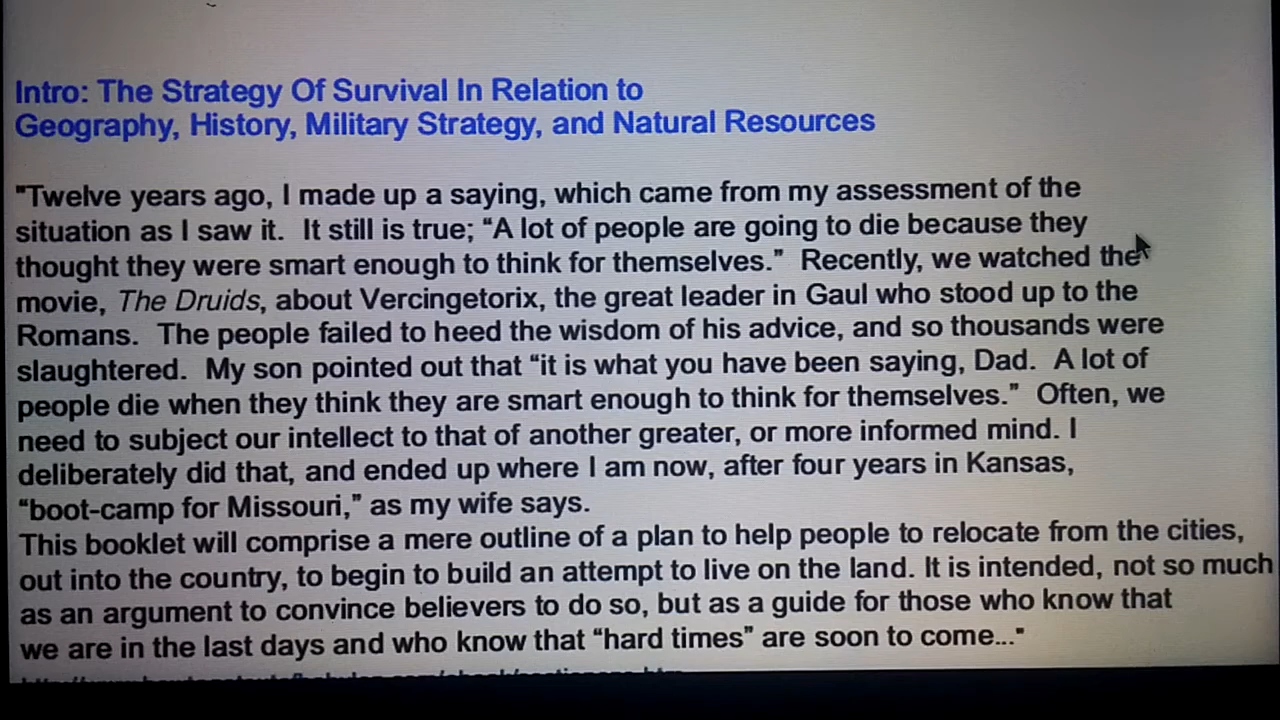 Intro: The Strategy Of Survival In Relation to
Geography, History, Military Strategy, and Natural Resources
"Twelve years ago, I made up a saying, which came from my assessment of the
situation as I saw it.  It still is true; “A lot of people are going to die because they
thought they were smart enough to think for themselves.”  Recently, we watched the
movie, The Druids, about Vercingetorix, the great leader in Gaul who stood up to the
Romans.  The people failed to heed the wisdom of his advice, and so thousands were
slaughtered.  My son pointed out that “it is what you have been saying, Dad.  A lot of
people die when they think they are smart enough to think for themselves.”  Often, we
need to subject our intellect to that of another greater, or more informed mind. I
deliberately did that, and ended up where I am now, after four years in Kansas,
“boot-camp for Missouri,” as my wife says.
This booklet will comprise a mere outline of a plan to help people to relocate from the cities,
out into the country, to begin to build an attempt to live on the land. It is intended, not so much
as an argument to convince believers to do so, but as a guide for those who know that
we are in the last days and who know that “hard times” are soon to come..."